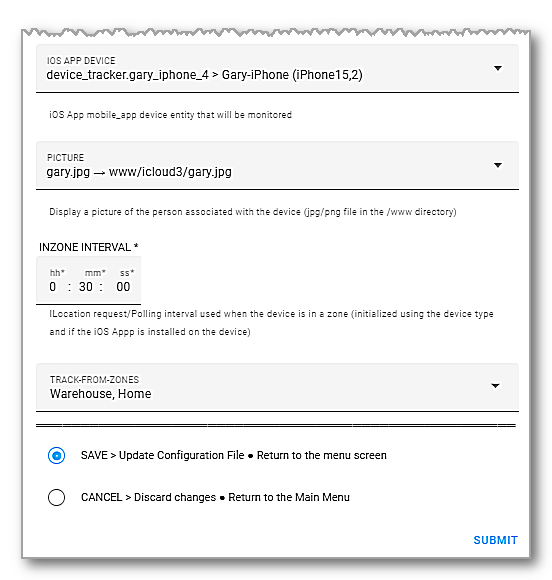 IOS APP DEVICE
device_tracker.gary_iphone_4 > Gary-iPhone (iPhone15,2)
iOS App mobile_app device entity that will be monitored
PICTURE
gary.jpg → www/icloud3/gary.jpg
Display a picture of the person associated with the device (jpg/png file in the /www directory)
INZONE INTERVAL *
hh* mm* ss*
0 : 30 : 00
ILocation request/Polling interval used when the device is in a zone (initialized using the device type
and if the iOS Appp is installed on the device)
TRACK-FROM-ZONES
Warehouse, Home
SAVE > Update Configuration File ● Return to the menu screen
CANCEL > Discard changes ● Return to the Main Menu
SUBMIT